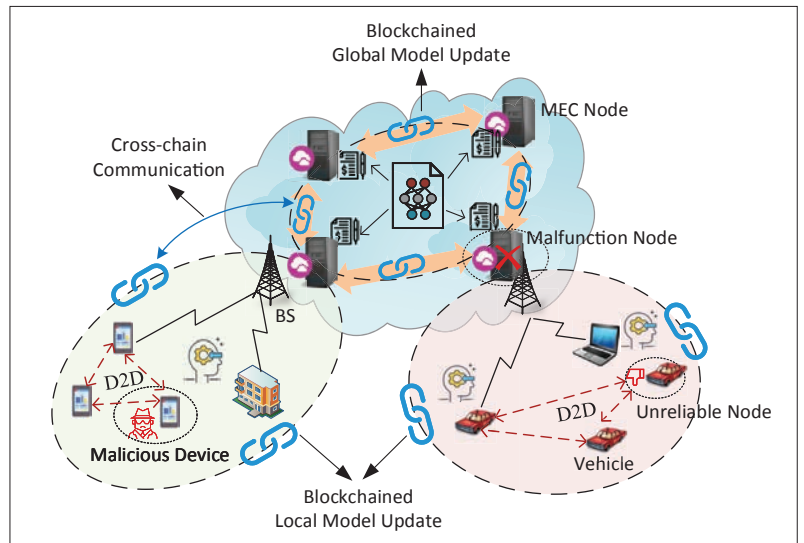 Blockchained
Global Model Update
MEC Node
Cross-chain
Communication
Malfunction Node
BS
D2D
D2D
Unreliable Node
Malicious Device
Vehicle
Blockchained
Local Model Update